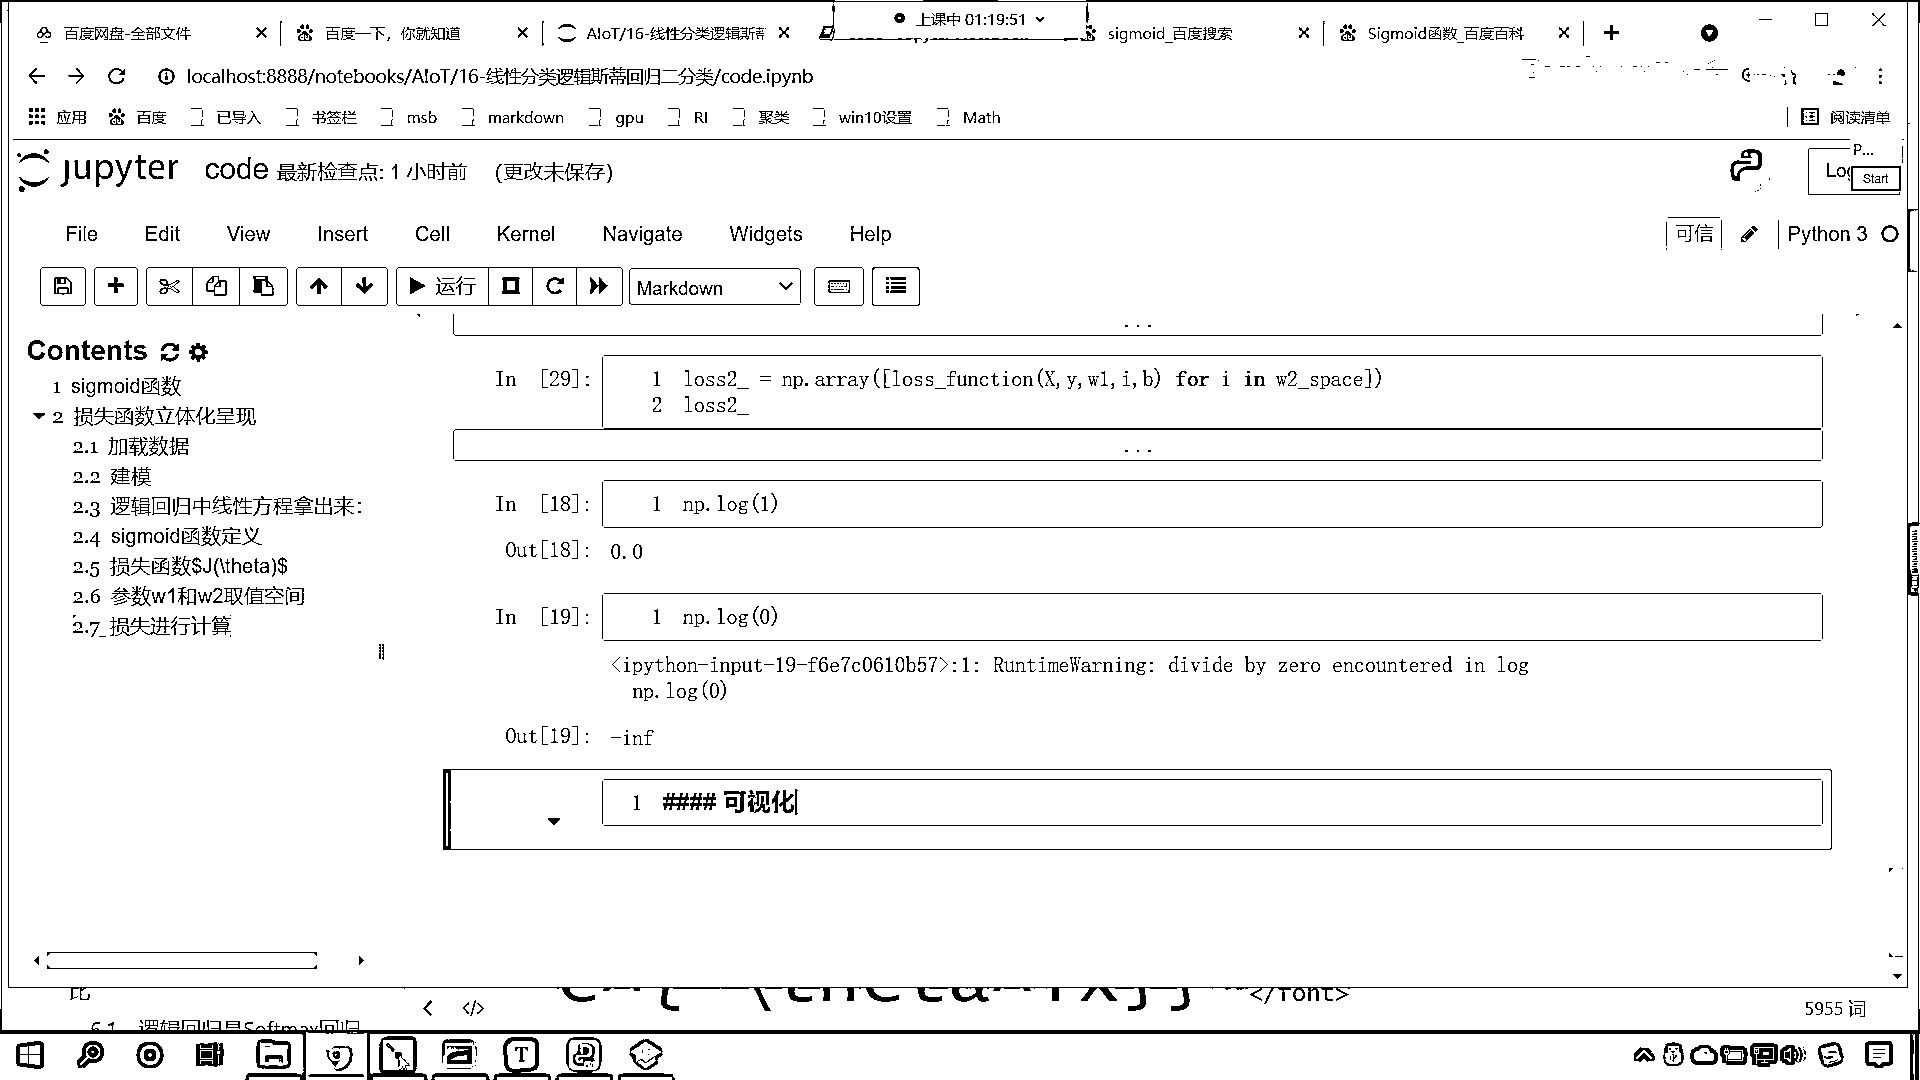 上课中 01:19:51
百度网盘-全部文件
百度一下，你就知道
AIoT/16-线性分类逻辑斯蒂
sigmoid_百度搜索
Sigmoid函数_百度百科
localhost:8888/notebooks/AIoT/16-线性分类逻辑斯蒂回归二分类/code.ipynb
应用 百度 已导入 书签栏 msb markdown gpu RL 聚类 win10设置 Math 阅读清单
jupyter code 最新检查点: 1 小时前 (更改未保存)
P...
Start
File Edit View Insert Cell Kernel Navigate Widgets Help 可信 Python 3
运行 Markdown
Contents
1 sigmoid函数
2 损失函数立体化呈现
2.1 加载数据
2.2 建模
2.3 逻辑回归中线性方程拿出来:
2.4 sigmoid函数定义
2.5 损失函数$J(\theta)$
2.6 参数w1和w2取值空间
2.7 损失进行计算
...
In [29]: 1 loss2_ = np.array([loss_function(X,y,w1,i,b) for i in w2_space])
2 loss2_
...
In [18]: 1 np.log(1)
Out[18]: 0.0
In [19]: 1 np.log(0)
<ipython-input-19-f6e7c0610b57>:1: RuntimeWarning: divide by zero encountered in log
np.log(0)
Out[19]: -inf
1 #### 可视化
</font>
5955 词